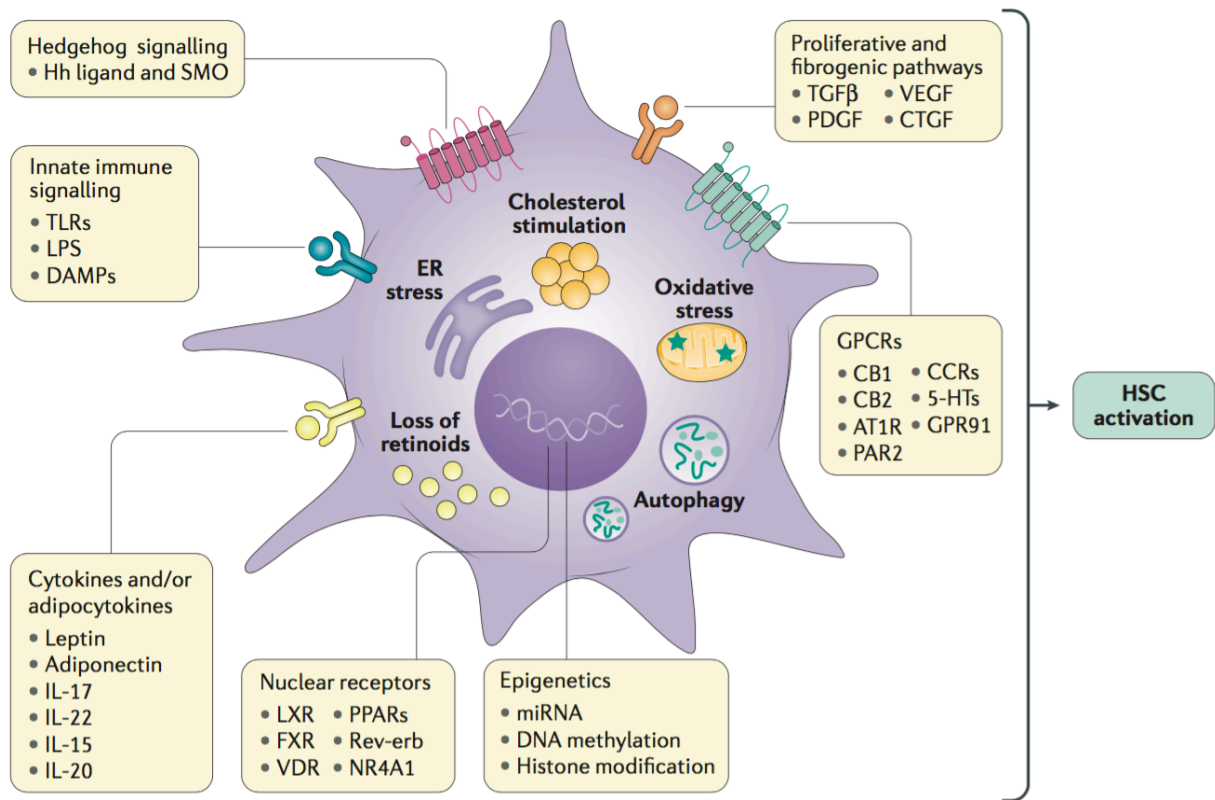 Hedgehog signalling
• Hh ligand and SMO
Proliferative and
fibrogenic pathways
• TGFβ • VEGF
• PDGF • CTGF
Innate immune
signalling
• TLRs
• LPS
• DAMPs
Cholesterol
stimulation
ER
stress
Oxidative
stress
GPCRs
• CB1 • CCRs
• CB2 • 5-HTs
• AT1R • GPR91
• PAR2
HSC
activation
Loss of
retinoids
Autophagy
Cytokines and/or
adipocytokines
• Leptin
• Adiponectin
• IL-17
• IL-22
• IL-15
• IL-20
Nuclear receptors
• LXR • PPARs
• FXR • Rev-erb
• VDR • NR4A1
Epigenetics
• miRNA
• DNA methylation
• Histone modification